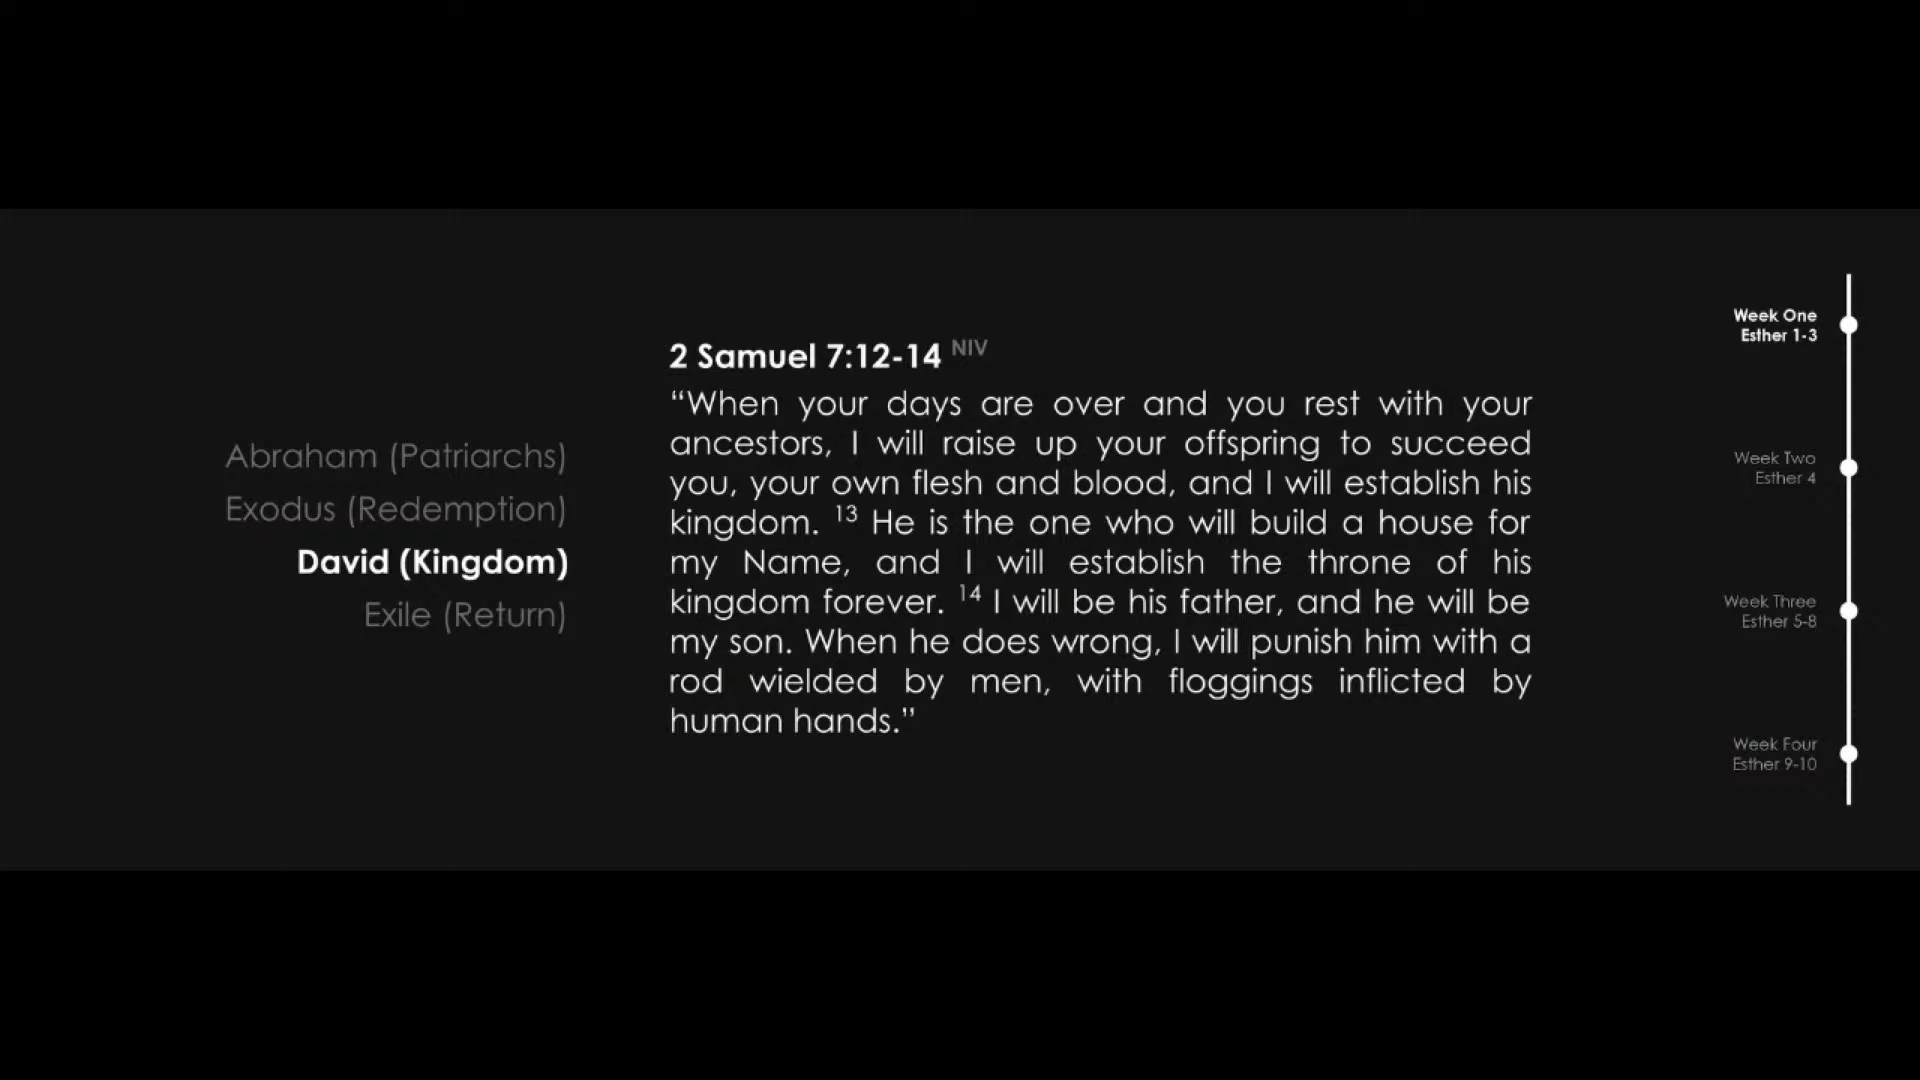 Abraham (Patriarchs)
Exodus (Redemption)
David (Kingdom)
Exile (Return)
2 Samuel 7:12-14 NIV
“When your days are over and you rest with your
ancestors, I will raise up your offspring to succeed
you, your own flesh and blood, and I will establish his
kingdom. 13 He is the one who will build a house for
my Name, and I will establish the throne of his
kingdom forever. 14 I will be his father, and he will be
my son. When he does wrong, I will punish him with a
rod wielded by men, with floggings inflicted by
human hands.”
Week One
Esther 1-3
Week Two
Esther 4
Week Three
Esther 5-8
Week Four
Esther 9-10